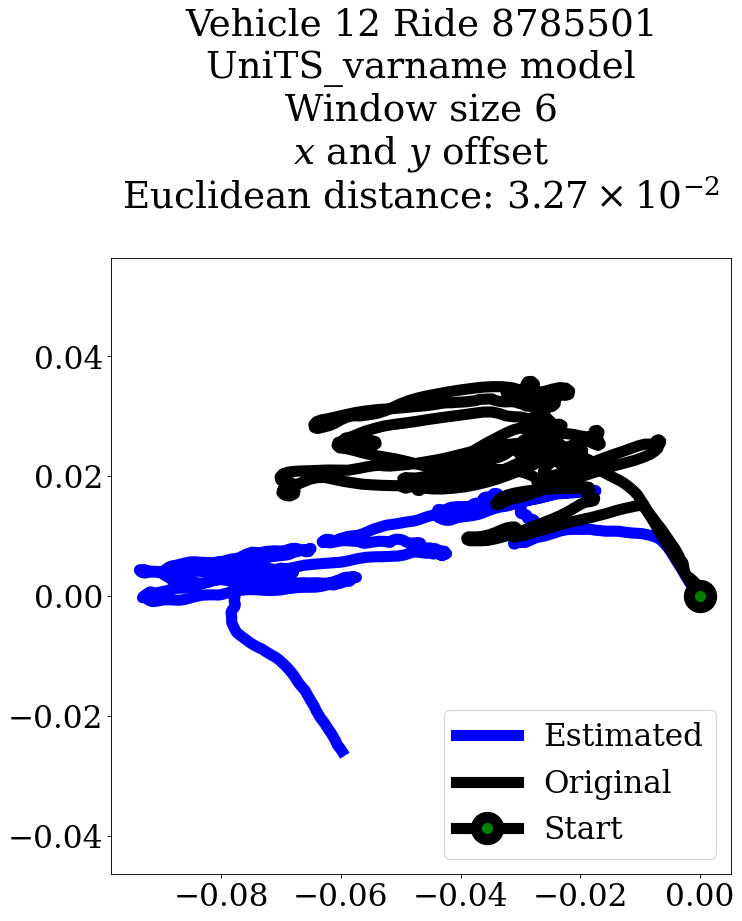 Vehicle 12 Ride 8785501
UniTS_varname model
Window size 6
x and y offset
Euclidean distance: 3.27 × 10⁻²
0.04
0.02
0.00
−0.02
−0.04
−0.08 −0.06 −0.04 −0.02 0.00
Estimated
Original
Start